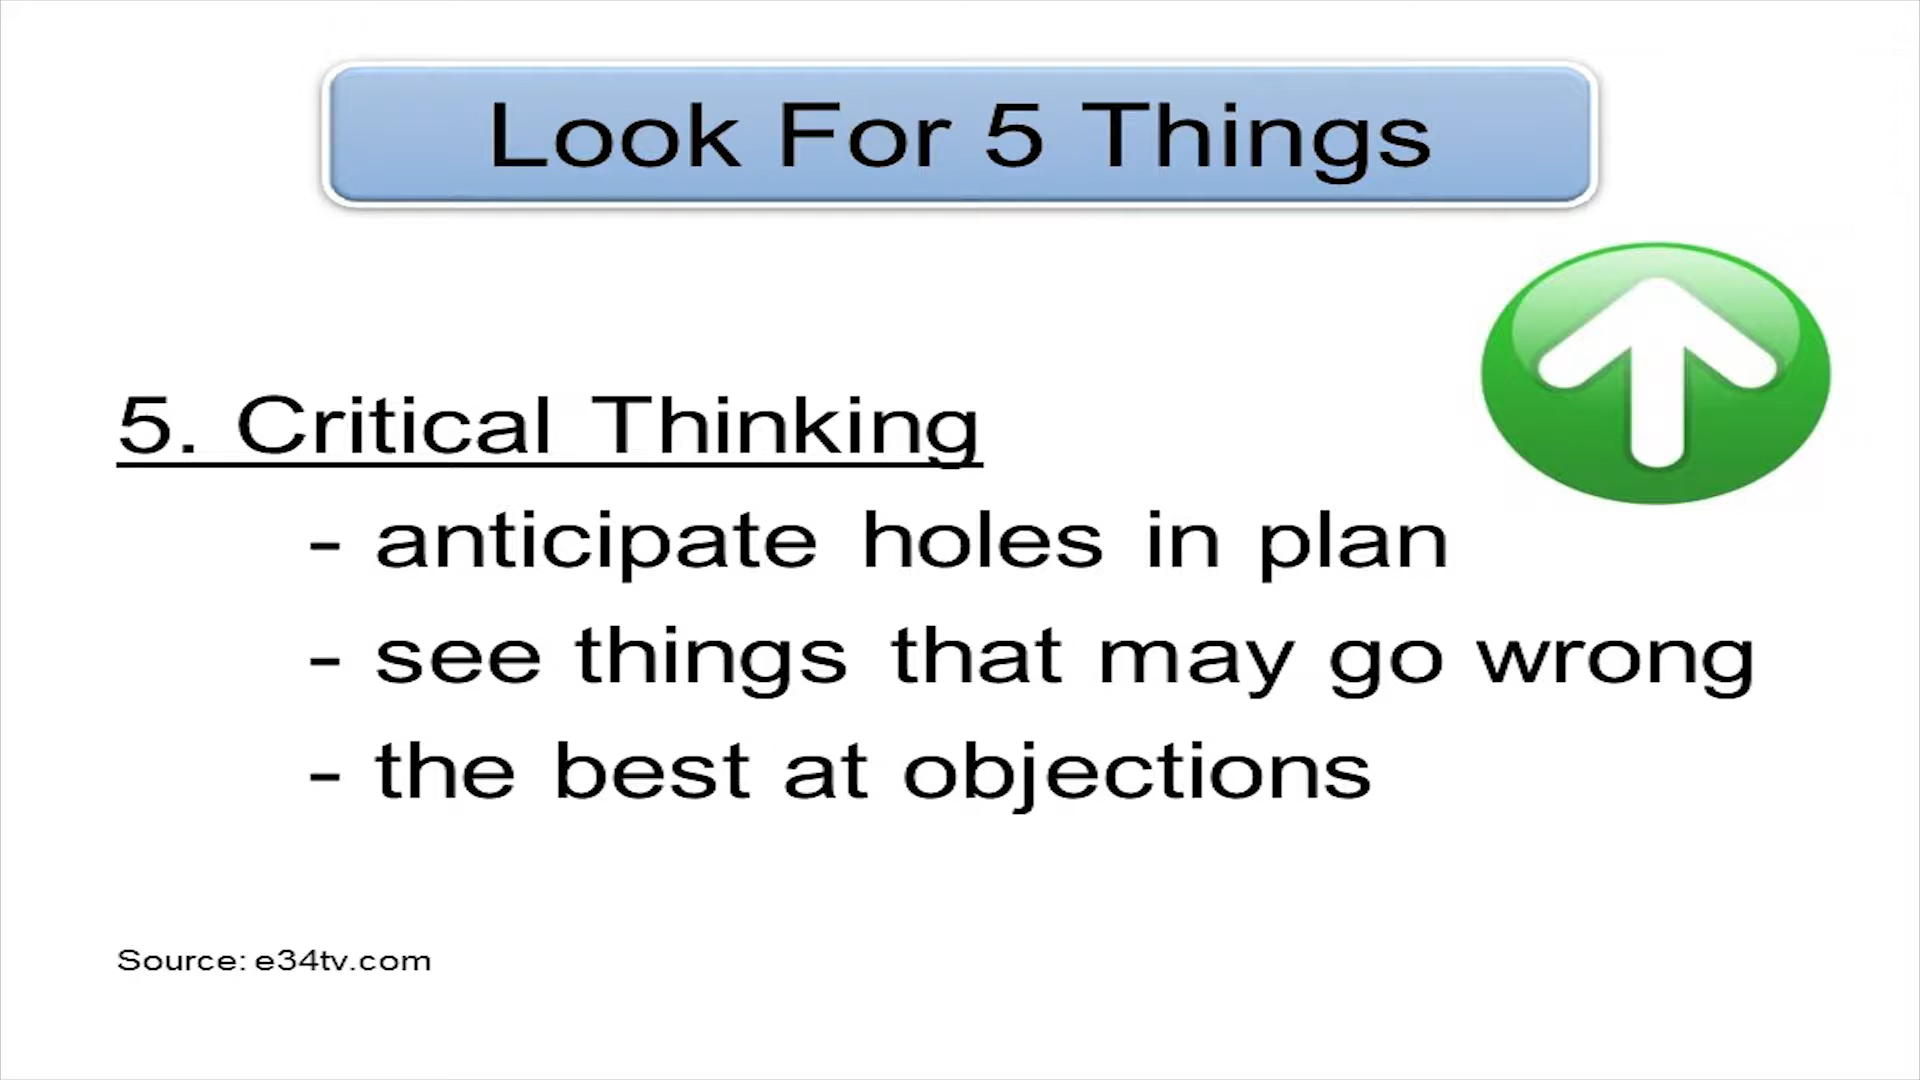 Look For 5 Things
5. Critical Thinking
- anticipate holes in plan
- see things that may go wrong
- the best at objections
Source: e34tv.com